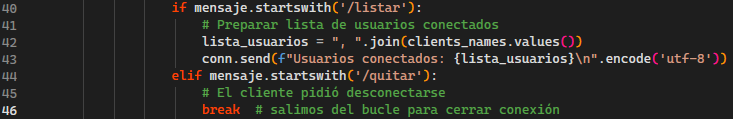 40 if mensaje.startswith('/listar'):
41 # Preparar lista de usuarios conectados
42 lista_usuarios = ", ".join(clients_names.values())
43 conn.send(f"Usuarios conectados: {lista_usuarios}\n".encode('utf-8'))
44 elif mensaje.startswith('/quitar'):
45 # El cliente pidió desconectarse
46 break  # salimos del bucle para cerrar conexión